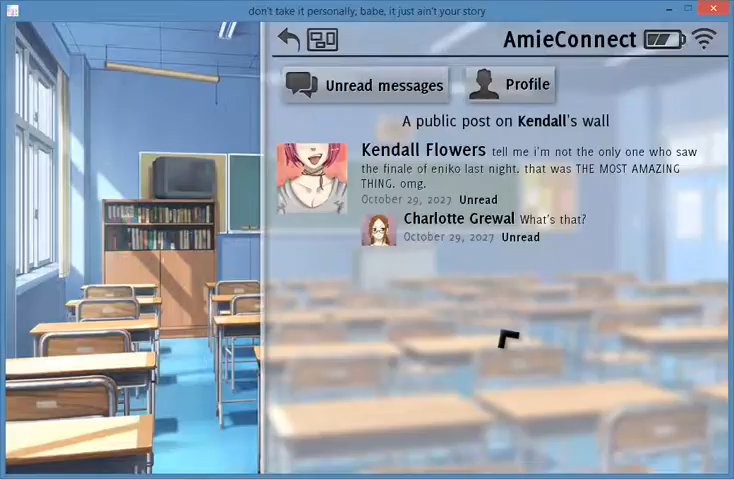 don't take it personally, babe, it just ain't your story
AmieConnect
Unread messages
Profile
A public post on Kendall's wall
Kendall Flowers tell me i'm not the only one who saw
the finale of eniko last night. that was THE MOST AMAZING
THING. omg.
October 29, 2027 Unread
Charlotte Grewal What's that?
October 29, 2027 Unread